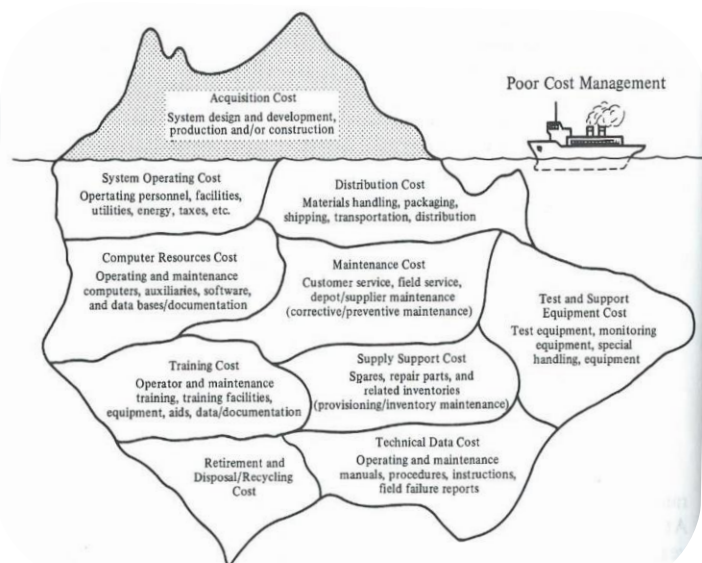 Poor Cost Management
Acquisition Cost
System design and development,
production and/or construction
System Operating Cost
Opertating personnel, facilities,
utilities, energy, taxes, etc.
Distribution Cost
Materials handling, packaging,
shipping, transportation, distribution
Computer Resources Cost
Operating and maintenance
computers, auxiliaries, software,
and data bases/documentation
Maintenance Cost
Customer service, field service,
depot/supplier maintenance
(corrective/preventive maintenance)
Test and Support
Equipment Cost
Test equipment, monitoring
equipment, special
handling, equipment
Training Cost
Operator and maintenance
training, training facilities,
equipment, aids, data/documentation
Supply Support Cost
Spares, repair parts, and
related inventories
(provisioning/inventory maintenance)
Retirement and
Disposal/Recycling
Cost
Technical Data Cost
Operating and maintenance
manuals, procedures, instructions,
field failure reports